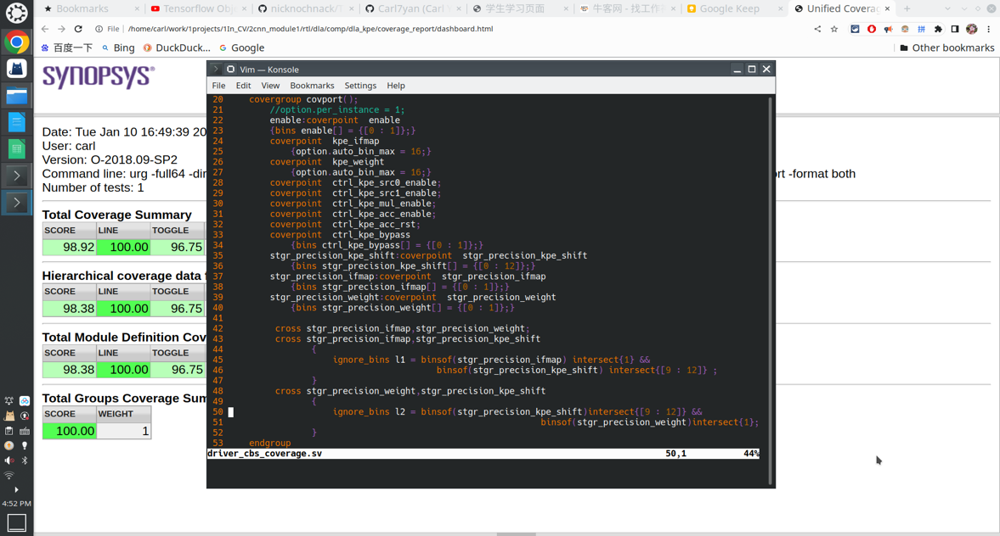 Bookmarks
Tensorflow Obj
nicknochnack/T
Carl7yan (Carl Y
学生学习页面
牛客网 - 找工作
Google Keep
Unified Coverag
File /home/carl/work/1projects/1In_CV/2cnn_module1/rtl/dla/comp/dla_kpe/coverage_report/dashboard.html
百度一下 Bing DuckDuck... Google Other bookmarks
SYNOPSYS®
Vim — Konsole
File Edit View Bookmarks Settings Help
20 covergroup covport();
21 //option.per_instance = 1;
22 enable:coverpoint enable
23 {bins enable[] = {[0 : 1]};}
24 coverpoint kpe_ifmap
25 {option.auto_bin_max = 16;}
26 coverpoint kpe_weight
27 {option.auto_bin_max = 16;}
28 coverpoint ctrl_kpe_src0_enable;
29 coverpoint ctrl_kpe_src1_enable;
30 coverpoint ctrl_kpe_mul_enable;
31 coverpoint ctrl_kpe_acc_enable;
32 coverpoint ctrl_kpe_acc_rst;
33 coverpoint ctrl_kpe_bypass
34 {bins ctrl_kpe_bypass[] = {[0 : 1]};}
35 stgr_precision_kpe_shift:coverpoint stgr_precision_kpe_shift
36 {bins stgr_precision_kpe_shift[] = {[0 : 12]};}
37 stgr_precision_ifmap:coverpoint stgr_precision_ifmap
38 {bins stgr_precision_ifmap[] = {[0 : 1]};}
39 stgr_precision_weight:coverpoint stgr_precision_weight
40 {bins stgr_precision_weight[] = {[0 : 1]};}
41
42 cross stgr_precision_ifmap,stgr_precision_weight;
43 cross stgr_precision_ifmap,stgr_precision_kpe_shift
44 {
45 ignore_bins l1 = binsof(stgr_precision_ifmap) intersect{1} &&
46 binsof(stgr_precision_kpe_shift) intersect{[9 : 12]} ;
47 }
48 cross stgr_precision_weight,stgr_precision_kpe_shift
49 {
50 ignore_bins l2 = binsof(stgr_precision_kpe_shift)intersect{[9 : 12]} &&
51 binsof(stgr_precision_weight)intersect{1};
52 }
53 endgroup
driver_cbs_coverage.sv 50,1 44%
Date: Tue Jan 10 16:49:39 20
User: carl
Version: O-2018.09-SP2
Command line: urg -full64 -dir
rt -format both
Number of tests: 1
Total Coverage Summary
SCORE LINE TOGGLE
98.92 100.00 96.75
Hierarchical coverage data f
SCORE LINE TOGGLE
98.38 100.00 96.75
Total Module Definition Cov
SCORE LINE TOGGLE
98.38 100.00 96.75
Total Groups Coverage Sum
SCORE WEIGHT
100.00 1
4:52 PM